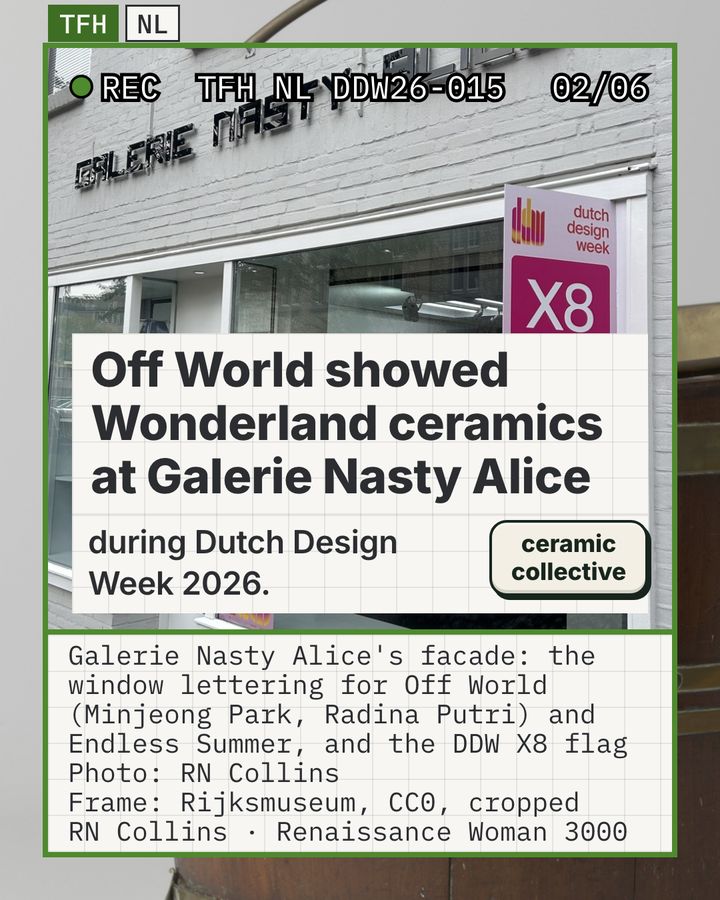 TFH NL
REC TFH NL DDW26-015 02/06
GALERIE NASTY ALICE
dutch
design
week
ddw
X8
Off World showed
Wonderland ceramics
at Galerie Nasty Alice
during Dutch Design
Week 2026.
ceramic
collective
Galerie Nasty Alice's facade: the
window lettering for Off World
(Minjeong Park, Radina Putri) and
Endless Summer, and the DDW X8 flag
Photo: RN Collins
Frame: Rijksmuseum, CC0, cropped
RN Collins · Renaissance Woman 3000